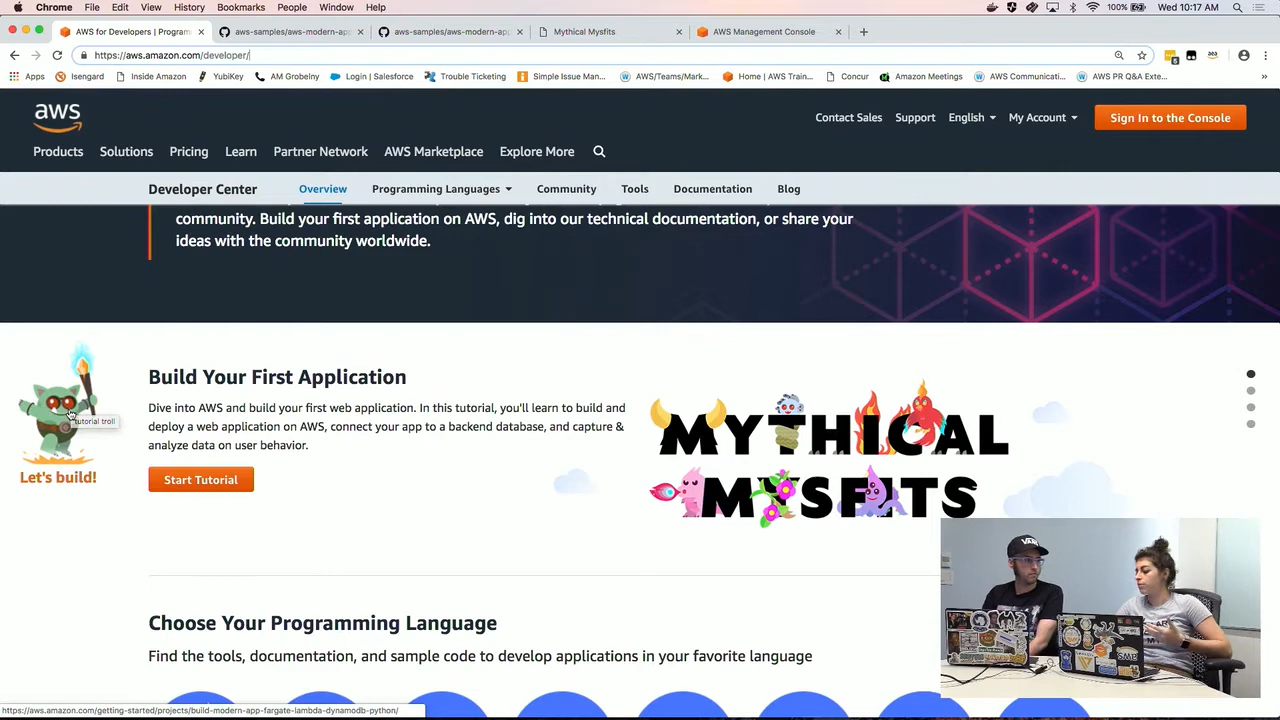 Chrome File Edit View History Bookmarks People Window Help
100% Wed 10:17 AM
AWS for Developers | Program
aws-samples/aws-modern-app
aws-samples/aws-modern-app
Mythical Mysfits
AWS Management Console
https://aws.amazon.com/developer/
Apps Isengard Inside Amazon YubiKey AM Grobelny Login | Salesforce Trouble Ticketing Simple Issue Man... AWS/Teams/Mark... Home | AWS Train... Concur Amazon Meetings AWS Communicati... AWS PR Q&A Exte...
aws
Contact Sales Support English My Account Sign In to the Console
Products Solutions Pricing Learn Partner Network AWS Marketplace Explore More
Developer Center Overview Programming Languages Community Tools Documentation Blog
community. Build your first application on AWS, dig into our technical documentation, or share your
ideas with the community worldwide.
tutorial troll
Let's build!
Build Your First Application
Dive into AWS and build your first web application. In this tutorial, you'll learn to build and
deploy a web application on AWS, connect your app to a backend database, and capture &
analyze data on user behavior.
Start Tutorial
MYTHICAL
MYSFITS
Choose Your Programming Language
Find the tools, documentation, and sample code to develop applications in your favorite language
https://aws.amazon.com/getting-started/projects/build-modern-app-fargate-lambda-dynamodb-python/